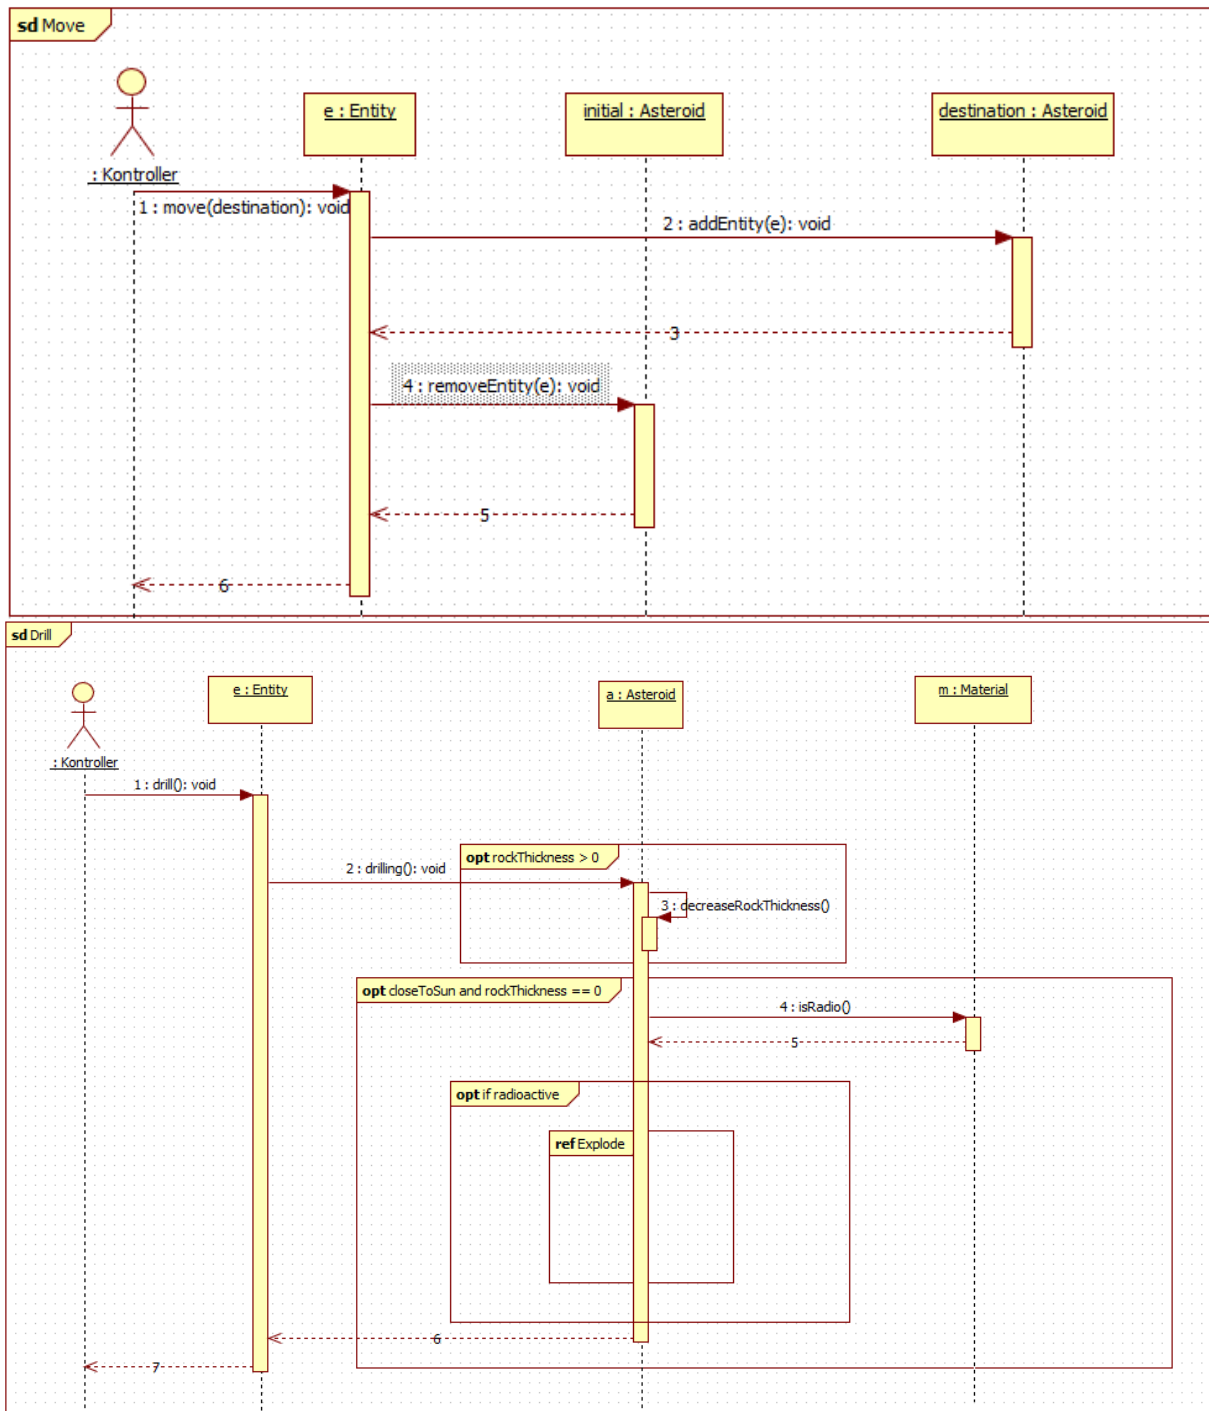 sd Move
e : Entity
initial : Asteroid
destination : Asteroid
: Kontroller
1 : move(destination): void
2 : addEntity(e): void
3
4 : removeEntity(e): void
5
6
sd Drill
e : Entity
a : Asteroid
m : Material
: Kontroller
1 : drill(): void
opt rockThickness > 0
2 : drilling(): void
3 : decreaseRockThickness()
opt closeToSun and rockThickness == 0
4 : isRadio()
5
opt if radioactive
ref Explode
6
7